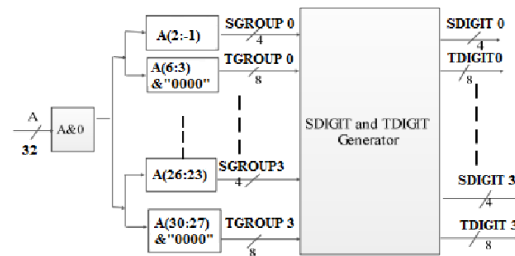 SGROUP 0
SDIGIT 0
A(2:-1)
4
4
TGROUP 0
TDIGIT0
A(6:3)
&"0000"
8
8
A
32
A&0
SDIGIT and TDIGIT
Generator
A(26:23)
SGROUP3
4
SDIGIT 3
4
A(30:27)
&"0000"
TGROUP 3
8
TDIGIT 3
8